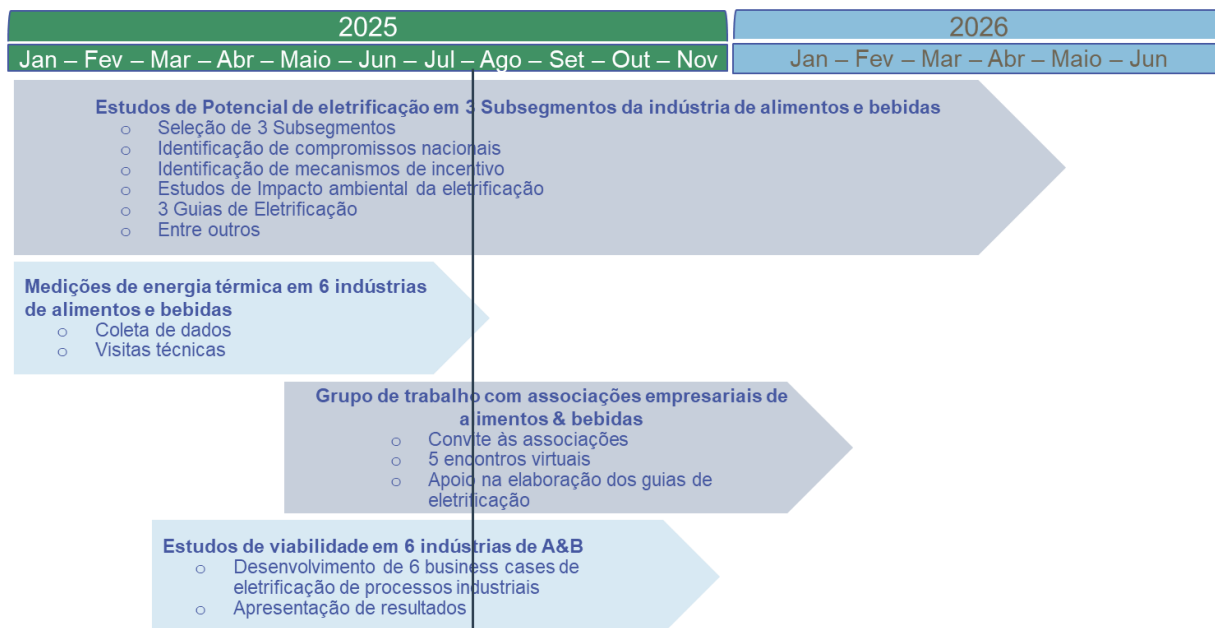 2025
2026
Jan – Fev – Mar – Abr – Maio – Jun – Jul – Ago – Set – Out – Nov
Jan – Fev – Mar – Abr – Maio – Jun
Estudos de Potencial de eletrificação em 3 Subsegmentos da indústria de alimentos e bebidas
o Seleção de 3 Subsegmentos
o Identificação de compromissos nacionais
o Identificação de mecanismos de incentivo
o Estudos de Impacto ambiental da eletrificação
o 3 Guias de Eletrificação
o Entre outros
Medições de energia térmica em 6 indústrias
de alimentos e bebidas
o Coleta de dados
o Visitas técnicas
Grupo de trabalho com associações empresariais de
alimentos & bebidas
o Convite às associações
o 5 encontros virtuais
o Apoio na elaboração dos guias de
eletrificação
Estudos de viabilidade em 6 indústrias de A&B
o Desenvolvimento de 6 business cases de
eletrificação de processos industriais
o Apresentação de resultados